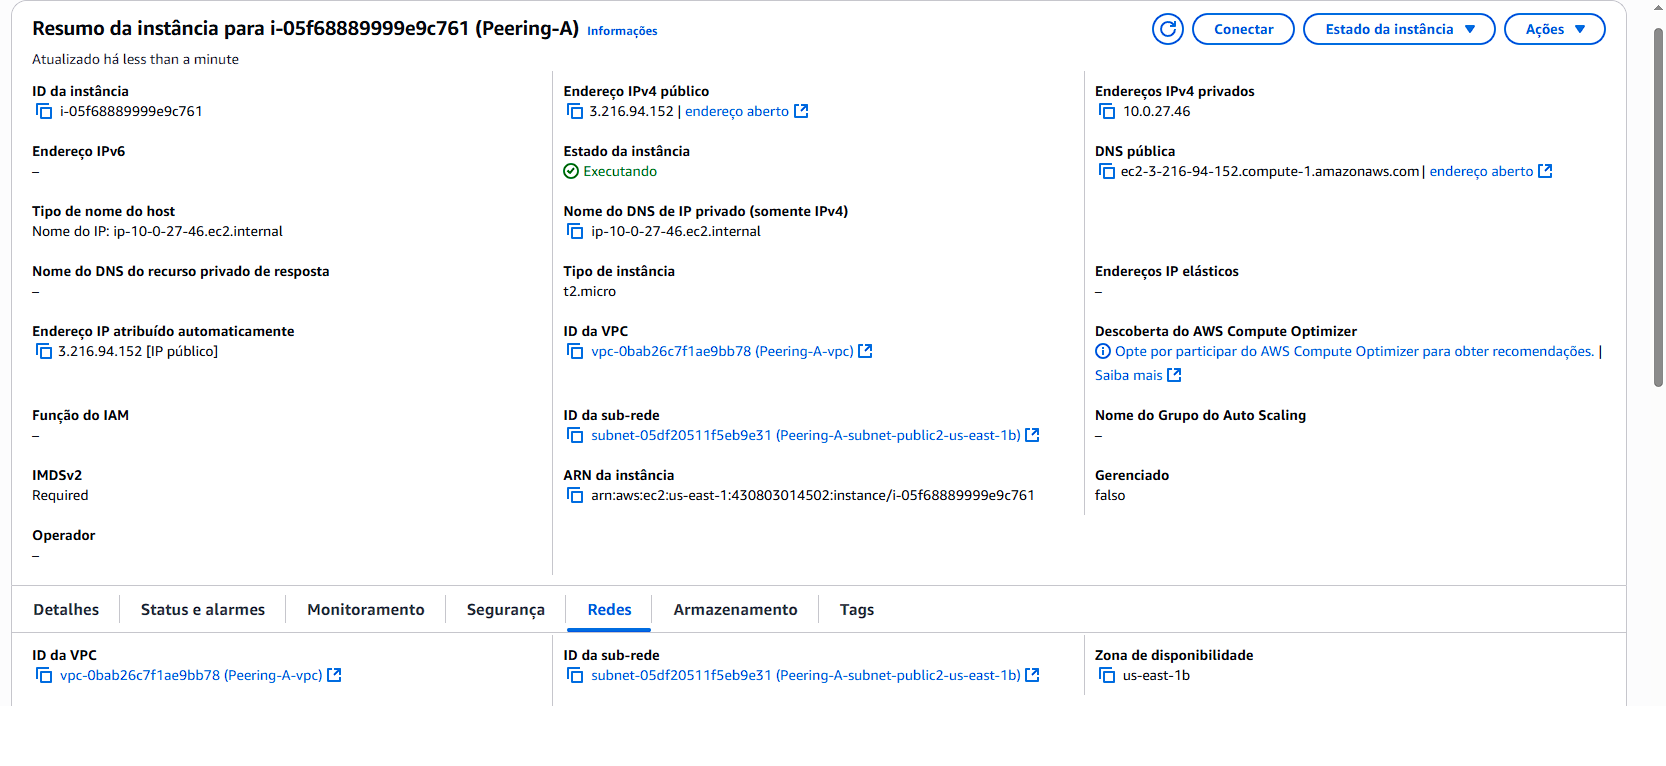 Resumo da instância para i-05f68889999e9c761 (Peering-A) Informações
Conectar
Estado da instância
Ações
Atualizado há less than a minute
ID da instância
i-05f68889999e9c761
Endereço IPv4 público
3.216.94.152 | endereço aberto
Endereços IPv4 privados
10.0.27.46
Endereço IPv6
–
Estado da instância
Executando
DNS pública
ec2-3-216-94-152.compute-1.amazonaws.com | endereço aberto
Tipo de nome do host
Nome do IP: ip-10-0-27-46.ec2.internal
Nome do DNS de IP privado (somente IPv4)
ip-10-0-27-46.ec2.internal
Nome do DNS do recurso privado de resposta
–
Tipo de instância
t2.micro
Endereços IP elásticos
–
Endereço IP atribuído automaticamente
3.216.94.152 [IP público]
ID da VPC
vpc-0bab26c7f1ae9bb78 (Peering-A-vpc)
Descoberta do AWS Compute Optimizer
Opte por participar do AWS Compute Optimizer para obter recomendações. |
Saiba mais
Função do IAM
–
ID da sub-rede
subnet-05df20511f5eb9e31 (Peering-A-subnet-public2-us-east-1b)
Nome do Grupo do Auto Scaling
–
IMDSv2
Required
ARN da instância
arn:aws:ec2:us-east-1:430803014502:instance/i-05f68889999e9c761
Gerenciado
falso
Operador
–
Detalhes
Status e alarmes
Monitoramento
Segurança
Redes
Armazenamento
Tags
ID da VPC
vpc-0bab26c7f1ae9bb78 (Peering-A-vpc)
ID da sub-rede
subnet-05df20511f5eb9e31 (Peering-A-subnet-public2-us-east-1b)
Zona de disponibilidade
us-east-1b